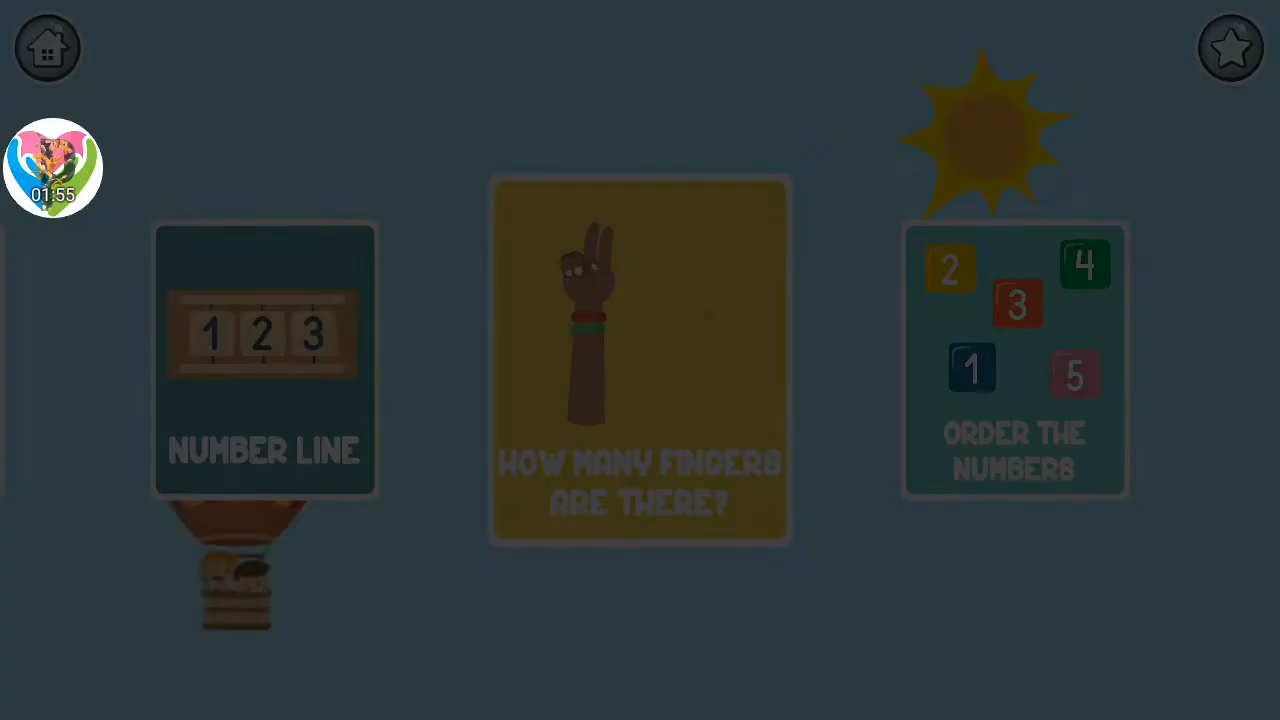 01:55
1 2 3
NUMBER LINE
HOW MANY FINGERS
ARE THERE?
2
4
3
1
5
ORDER THE
NUMBERS